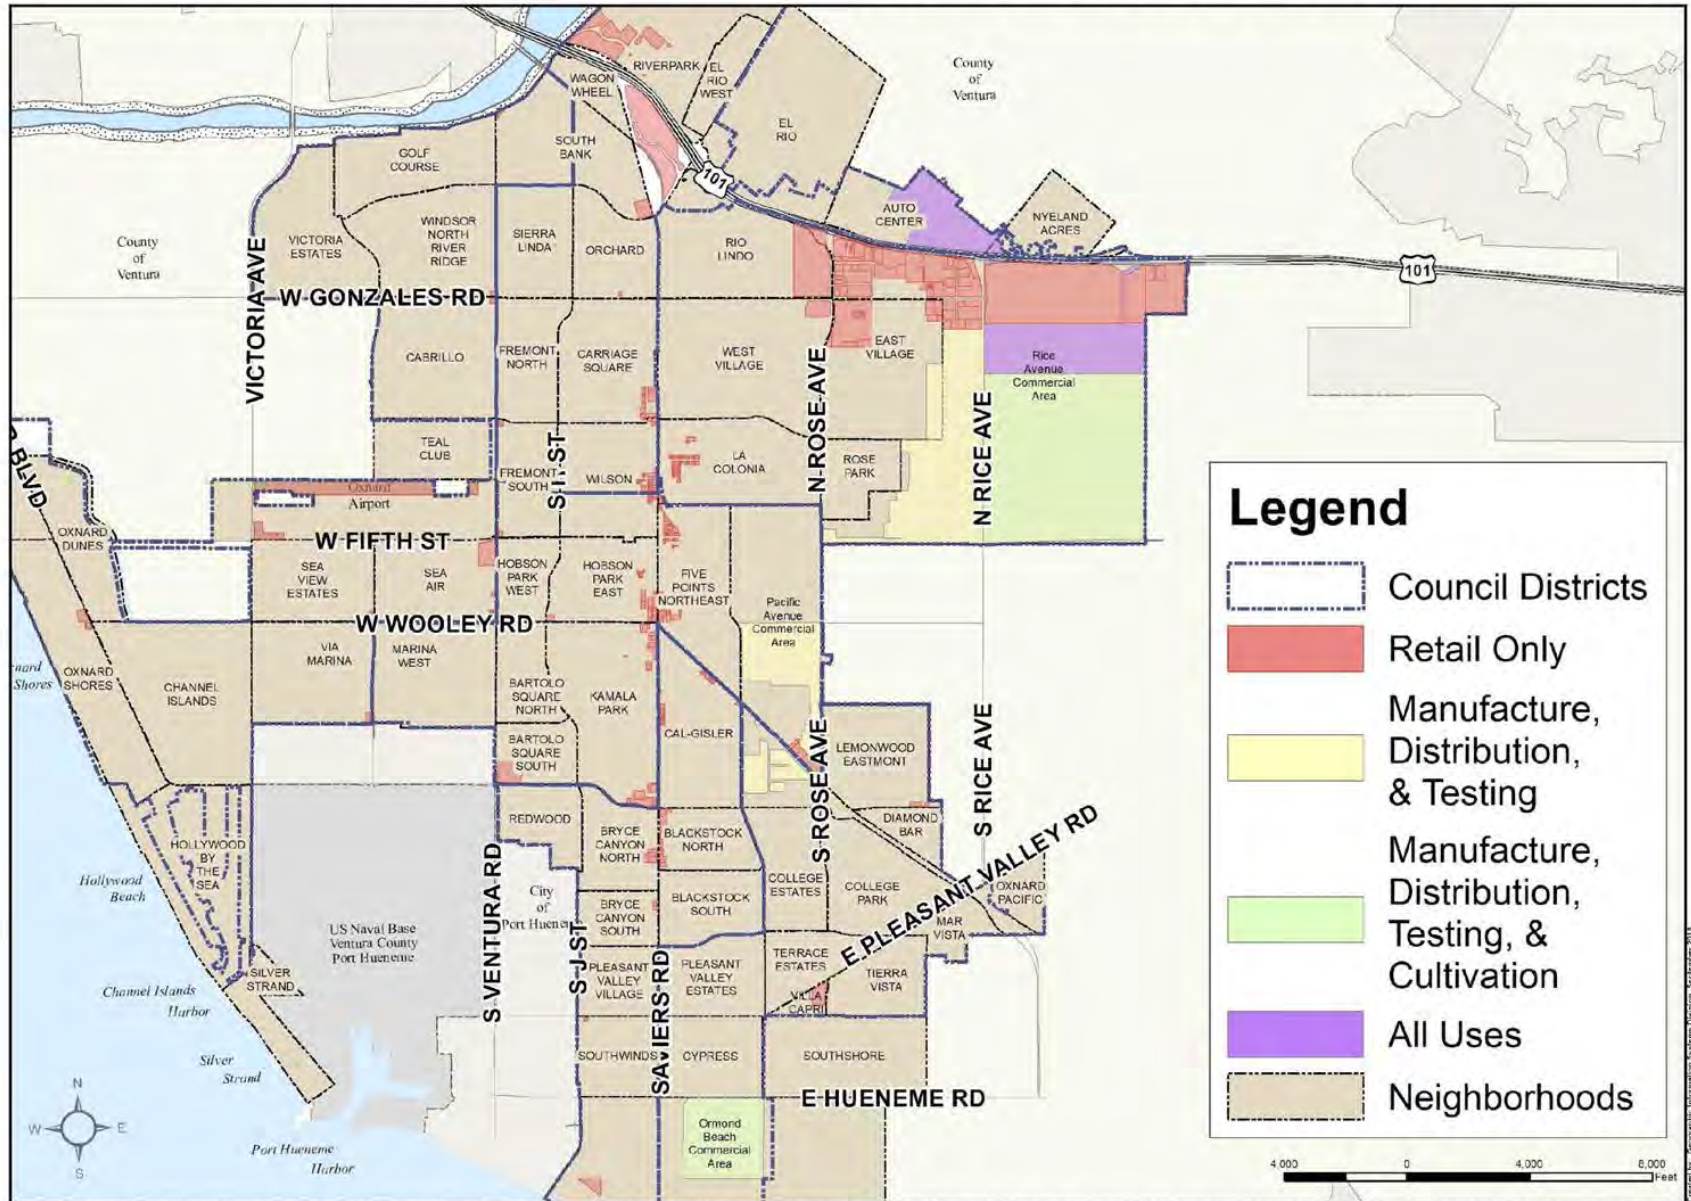 County
of
Ventura
RIVERPARK
EL
RIO
WEST
WAGON
WHEEL
EL
RIO
SOUTH
BANK
GOLF
COURSE
101
AUTO
CENTER
NYELAND
ACRES
County
of
Ventura
VICTORIA
ESTATES
WINDSOR
NORTH
RIVER
RIDGE
SIERRA
LINDA
ORCHARD
RIO
LINDO
101
VICTORIA AVE
W GONZALES RD
CABRILLO
FREMONT
NORTH
CARRIAGE
SQUARE
WEST
VILLAGE
EAST
VILLAGE
Rice
Avenue
Commercial
Area
N ROSE AVE
N RICE AVE
TEAL
CLUB
FREMONT
SOUTH
WILSON
S I ST
LA
COLONIA
ROSE
PARK
BLVD
Oxnard
Airport
OXNARD
DUNES
W FIFTH ST
SEA
VIEW
ESTATES
SEA
AIR
HOBSON
PARK
WEST
HOBSON
PARK
EAST
FIVE
POINTS
NORTHEAST
Pacific
Avenue
Commercial
Area
W WOOLEY RD
VIA
MARINA
MARINA
WEST
nard
Shores
OXNARD
SHORES
CHANNEL
ISLANDS
BARTOLO
SQUARE
NORTH
KAMALA
PARK
CAL-GISLER
BARTOLO
SQUARE
SOUTH
LEMONWOOD
EASTMONT
S ROSE AVE
S RICE AVE
REDWOOD
BRYCE
CANYON
NORTH
BLACKSTOCK
NORTH
DIAMOND
BAR
E PLEASANT VALLEY RD
HOLLYWOOD
BY
THE
SEA
Hollywood
Beach
City
of
Port Huenem
S VENTURA RD
S J ST
BRYCE
CANYON
SOUTH
BLACKSTOCK
SOUTH
COLLEGE
ESTATES
COLLEGE
PARK
OXNARD
PACIFIC
MAR
VISTA
US Naval Base
Ventura County
Port Hueneme
SILVER
STRAND
Channel Islands
Harbor
PLEASANT
VALLEY
VILLAGE
SAVIERS RD
PLEASANT
VALLEY
ESTATES
TERRACE
ESTATES
VILLA
CAPRI
TIERRA
VISTA
Silver
Strand
SOUTHWINDS
CYPRESS
SOUTHSHORE
E HUENEME RD
Ormond
Beach
Commercial
Area
Port Hueneme
Harbor
N
W
E
S
Legend
Council Districts
Retail Only
Manufacture,
Distribution,
& Testing
Manufacture,
Distribution,
Testing, &
Cultivation
All Uses
Neighborhoods
4,000
0
4,000
8,000
Feet